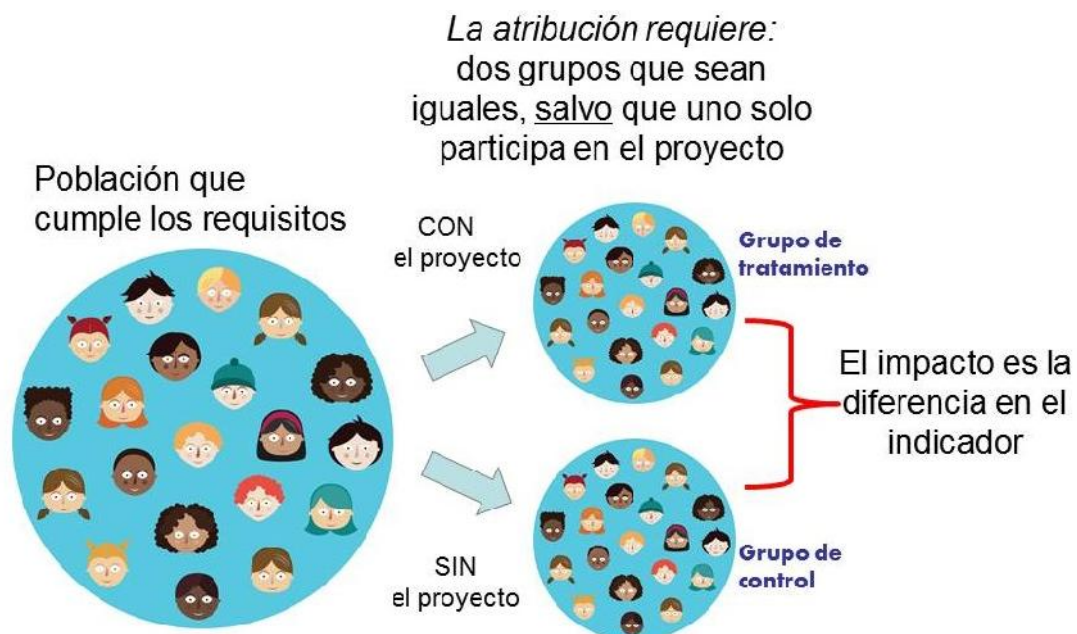 La atribución requiere:
dos grupos que sean
iguales, salvo que uno solo
participa en el proyecto
Población que
cumple los requisitos
CON
el proyecto
Grupo de
tratamiento
El impacto es la
diferencia en el
indicador
SIN
el proyecto
Grupo de
control